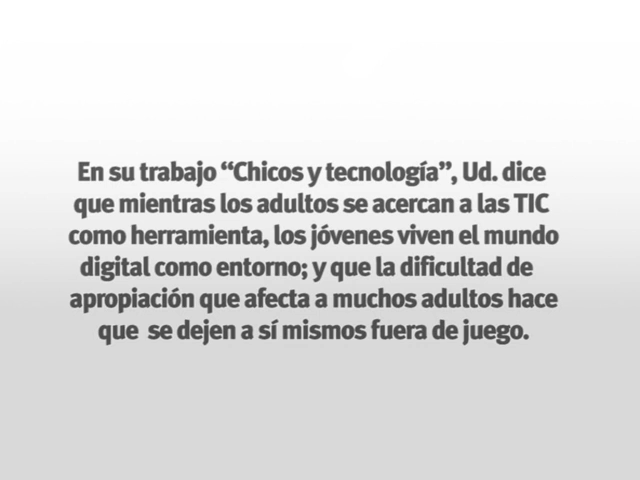 En su trabajo “Chicos y tecnología”, Ud. dice
que mientras los adultos se acercan a las TIC
como herramienta, los jóvenes viven el mundo
digital como entorno; y que la dificultad de
apropiación que afecta a muchos adultos hace
que se dejen a sí mismos fuera de juego.